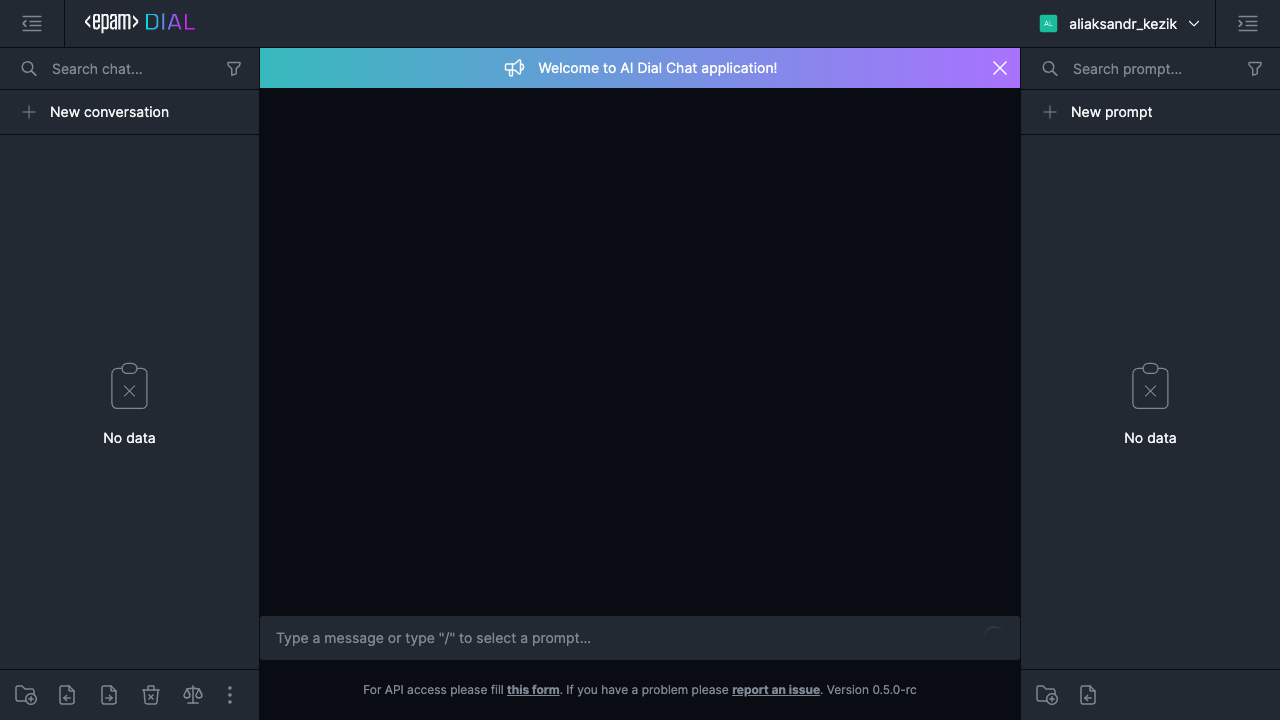 <epam> DIAL
AL
aliaksandr_kezik
Search chat...
Welcome to AI Dial Chat application!
Search prompt...
New conversation
New prompt
No data
No data
Type a message or type "/" to select a prompt...
For API access please fill this form. If you have a problem please report an issue. Version 0.5.0-rc